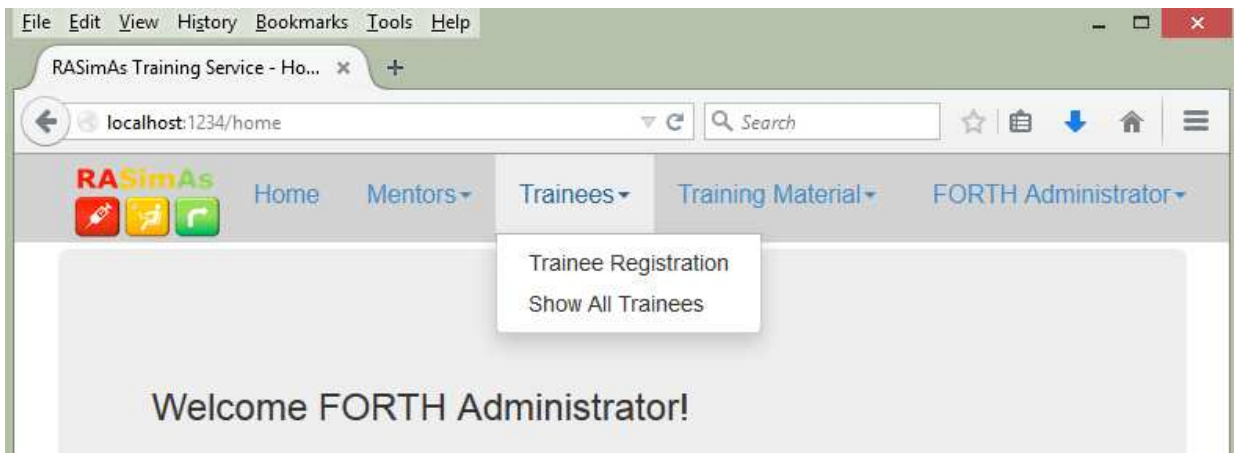 File Edit View History Bookmarks Tools Help
RASimAs Training Service - Ho...
localhost:1234/home Search
RASimAs Home Mentors Trainees Training Material FORTH Administrator
Trainee Registration
Show All Trainees
Welcome FORTH Administrator!